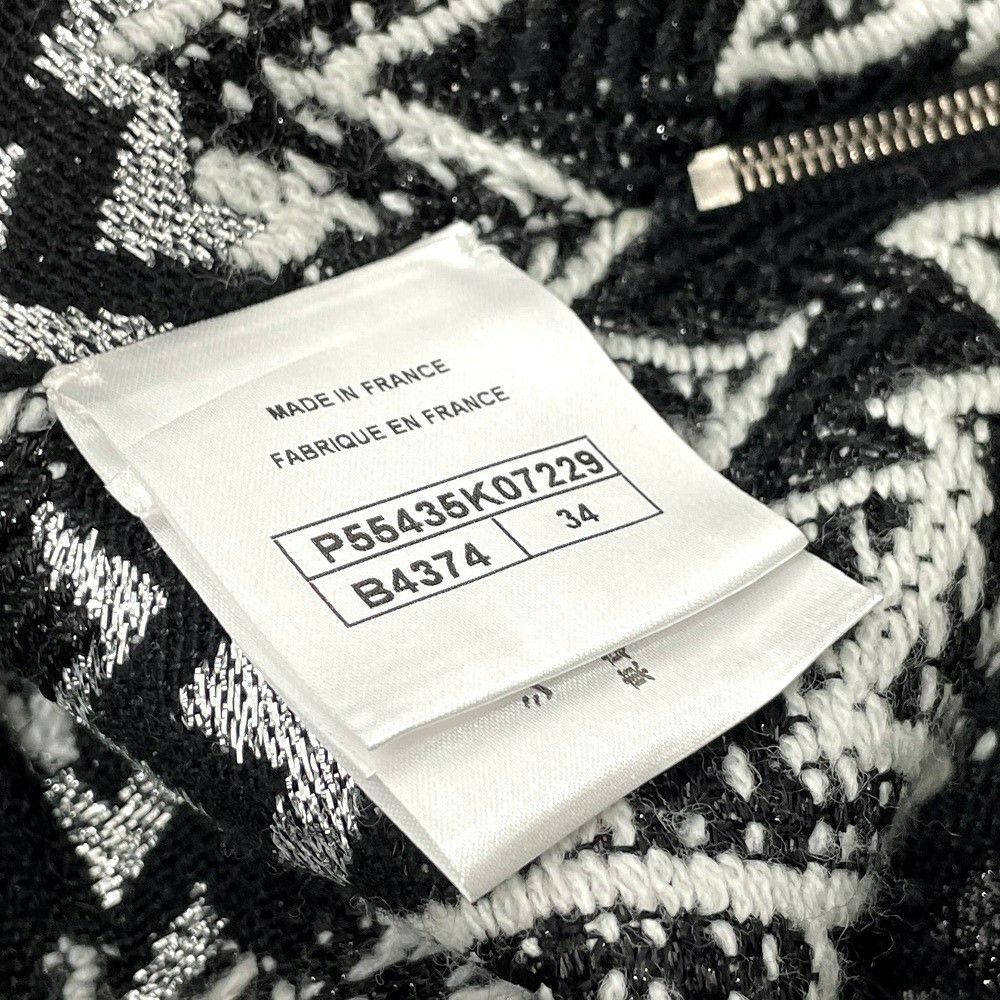 MADE IN FRANCE
FABRIQUE EN FRANCE
P55435K07229
B4374 34